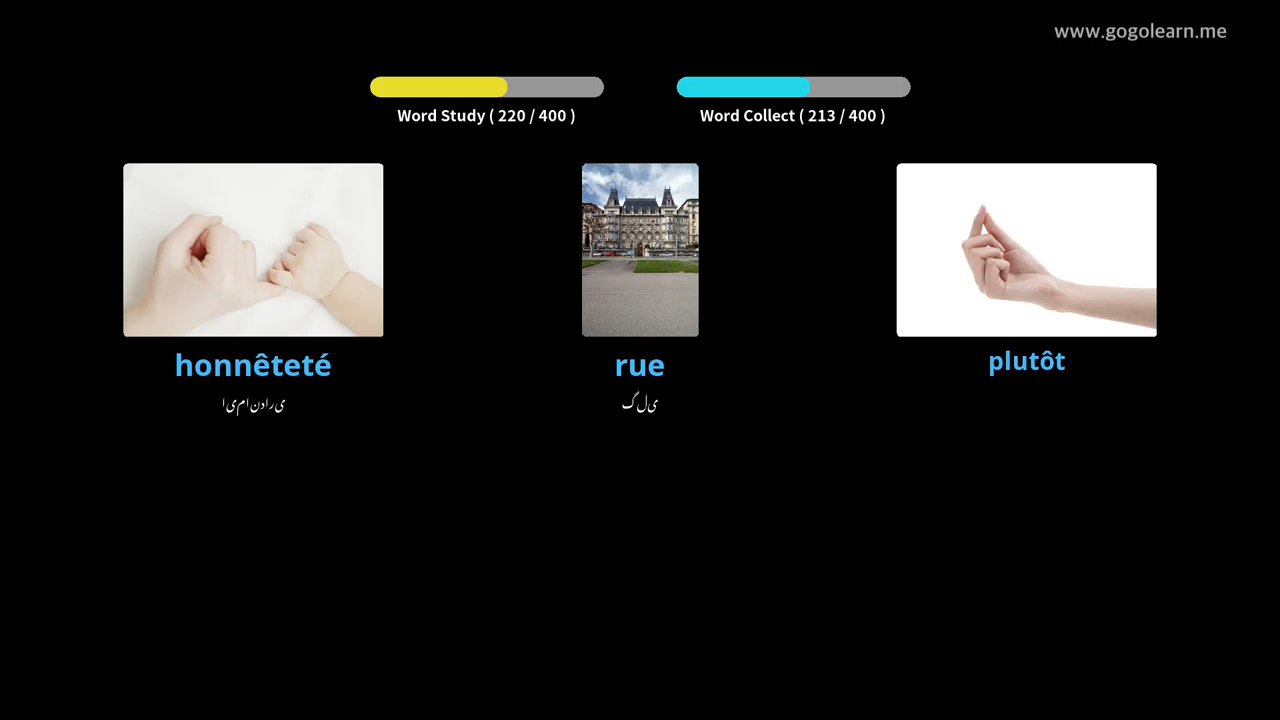 www.gogolearn.me
Word Study ( 220 / 400 )
Word Collect ( 213 / 400 )
honnêteté
ایمانداری
rue
گلی
plutôt